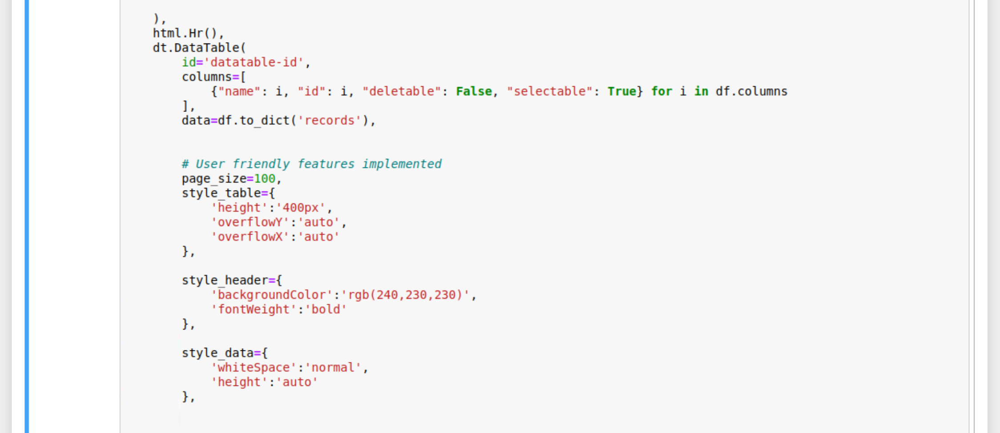 ),
html.Hr(),
dt.DataTable(
    id='datatable-id',
    columns=[
        {"name": i, "id": i, "deletable": False, "selectable": True} for i in df.columns
    ],
    data=df.to_dict('records'),
    # User friendly features implemented
    page_size=100,
    style_table={
        'height':'400px',
        'overflowY':'auto',
        'overflowX':'auto'
    },
    style_header={
        'backgroundColor':'rgb(240,230,230)',
        'fontWeight':'bold'
    },
    style_data={
        'whiteSpace':'normal',
        'height':'auto'
    },